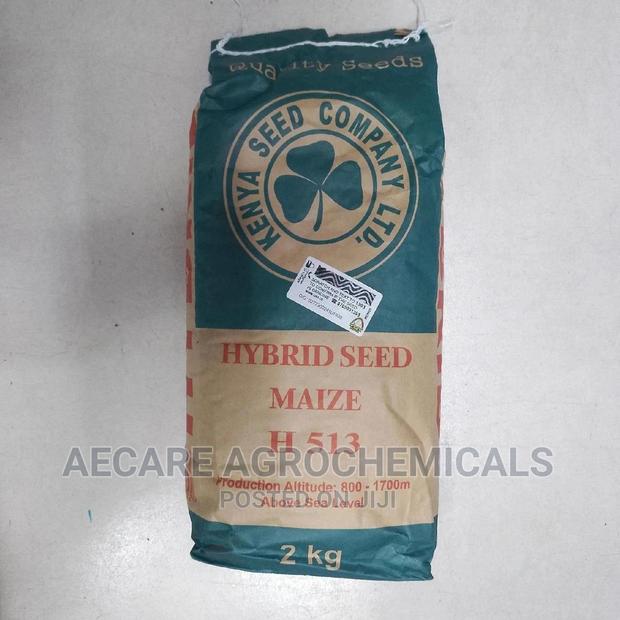 Quality Seeds
KENYA SEED COMPANY LTD.
HYBRID SEED
MAIZE
H 513
AECARE AGROCHEMICALS
Production Altitude: 800 - 1700m
POSTED ON JIJI
Above Sea Level
2 kg